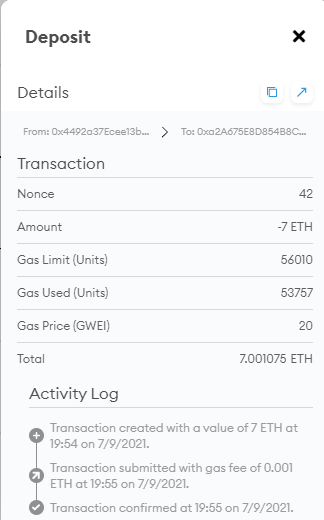 Deposit
Details
From: 0x4492a37Ecee13b... To: 0xa2A675E8D854B8C...
Transaction
Nonce 42
Amount -7 ETH
Gas Limit (Units) 56010
Gas Used (Units) 53757
Gas Price (GWEI) 20
Total 7.001075 ETH
Activity Log
Transaction created with a value of 7 ETH at
19:54 on 7/9/2021.
Transaction submitted with gas fee of 0.001
ETH at 19:55 on 7/9/2021.
Transaction confirmed at 19:55 on 7/9/2021.